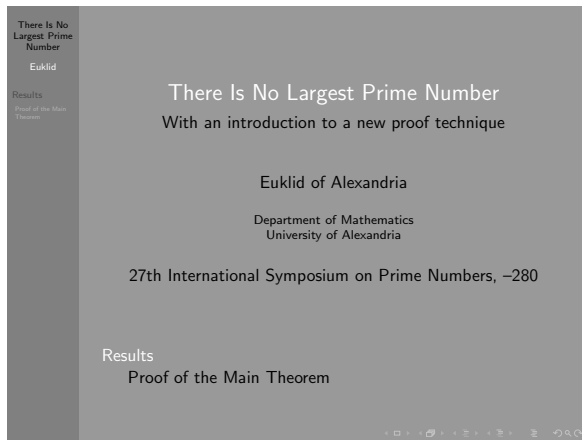 There Is No
Largest Prime
Number
Euklid
Results
Proof of the Main
Theorem
There Is No Largest Prime Number
With an introduction to a new proof technique
Euklid of Alexandria
Department of Mathematics
University of Alexandria
27th International Symposium on Prime Numbers, –280
Results
Proof of the Main Theorem